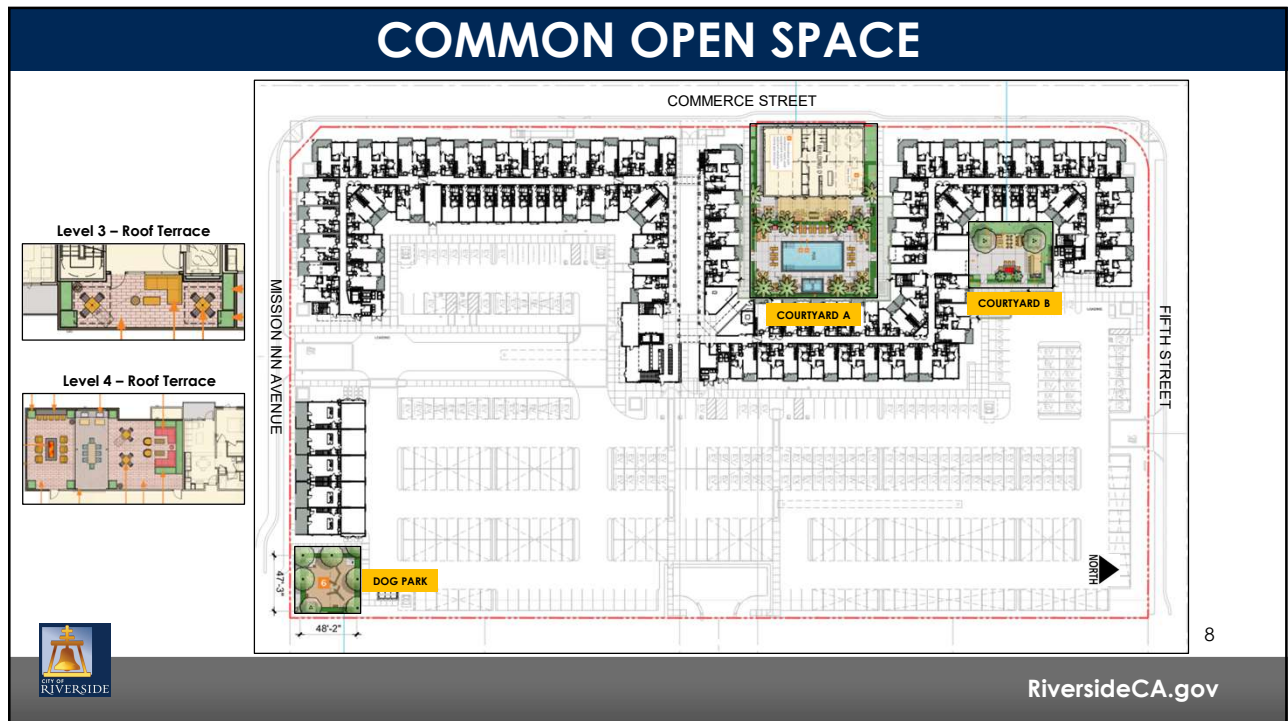 COMMON OPEN SPACE
COMMERCE STREET
Level 3 – Roof Terrace
Level 4 – Roof Terrace
MISSION INN AVENUE
COURTYARD A
COURTYARD B
FIFTH STREET
DOG PARK
6
47'-3"
48'-2"
NORTH
8
CITY OF
RIVERSIDE
RiversideCA.gov